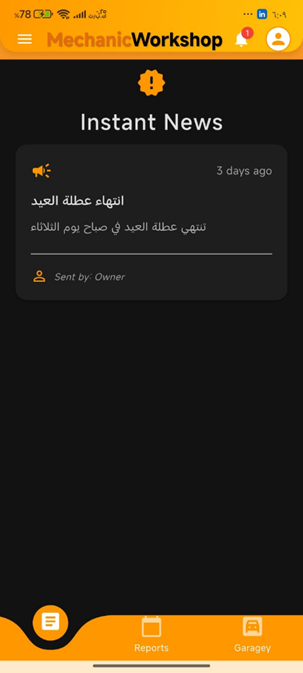 %78
٦:٠٩
MechanicWorkshop
1
Instant News
3 days ago
انتهاء عطلة العيد
تنتهي عطلة العيد في صباح يوم الثلاثاء
Sent by: Owner
Reports
Garagey